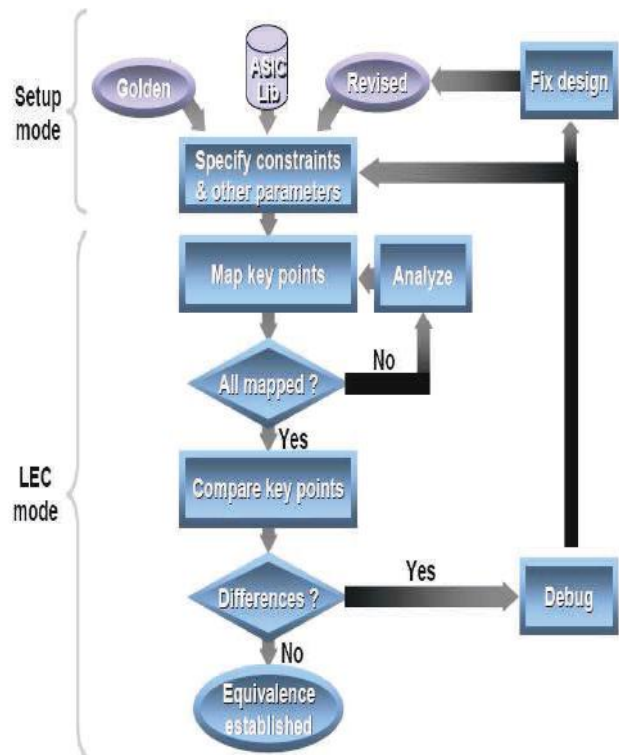 Setup
mode
Golden
ASIC
Lib
Revised
Fix design
Specify constraints
& other parameters
Map key points
Analyze
No
All mapped ?
Yes
LEC
mode
Compare key points
Yes
Differences ?
Debug
No
Equivalence
established